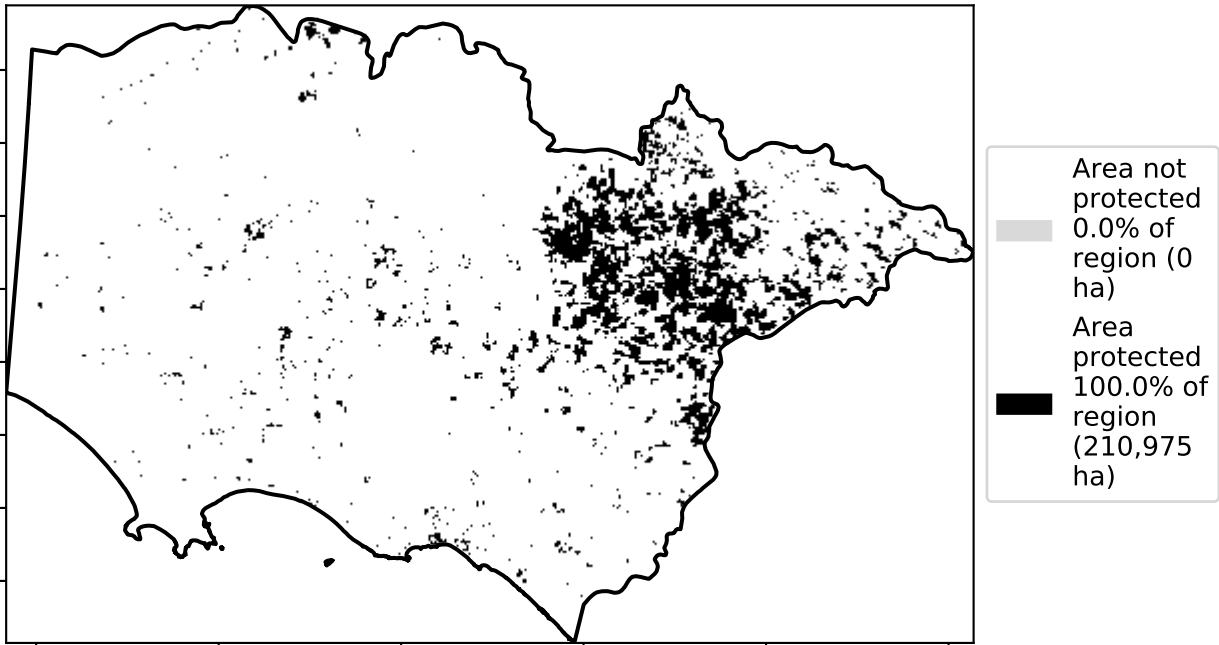 Area not
protected
0.0% of
region (0
ha)
Area
protected
100.0% of
region
(210,975
ha)